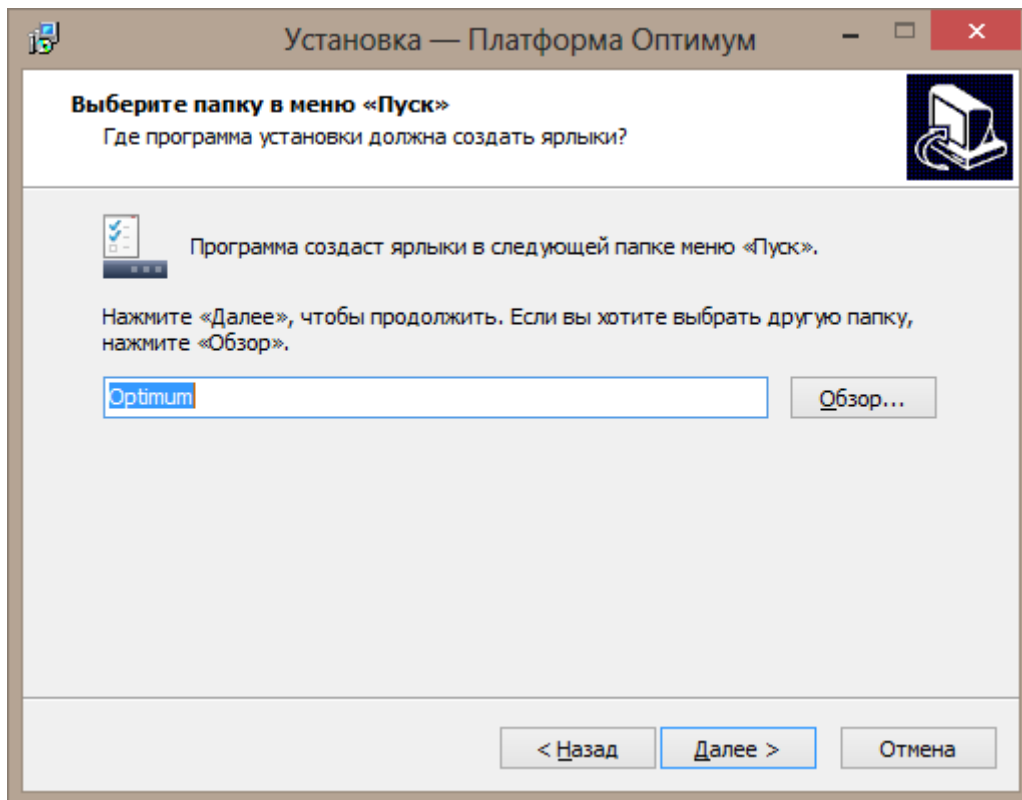 Установка — Платформа Оптимум
Выберите папку в меню «Пуск»
Где программа установки должна создать ярлыки?
Программа создаст ярлыки в следующей папке меню «Пуск».
Нажмите «Далее», чтобы продолжить. Если вы хотите выбрать другую папку,
нажмите «Обзор».
Optimum
Обзор...
< Назад
Далее >
Отмена